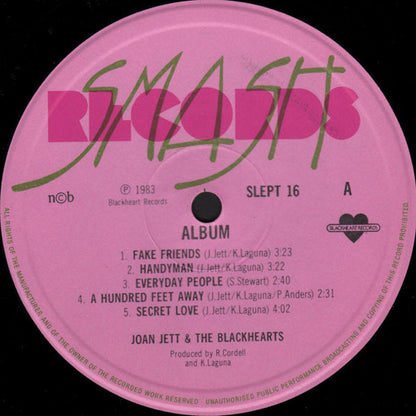 SMASH
RECORDS
n©b
℗ 1983
Blackheart Records
SLEPT 16
A
BLACKHEART RECORDS
ALBUM
1. FAKE FRIENDS (J.Jett/K.Laguna) 3:23
2. HANDYMAN (J.Jett/K.Laguna) 3:22
3. EVERYDAY PEOPLE (S.Stewart) 2:40
4. A HUNDRED FEET AWAY (J.Jett/K.Laguna/P.Anders) 2:31
5. SECRET LOVE (J.Jett/K.Laguna) 4:02
JOAN JETT & THE BLACKHEARTS
Produced by R.Cordell
and K.Laguna
ALL RIGHTS OF THE MANUFACTURER AND OF THE OWNER OF THE RECORDED WORK RESERVED UNAUTHORISED PUBLIC PERFORMANCE BROADCASTING AND COPYING OF THIS RECORD PROHIBITED.